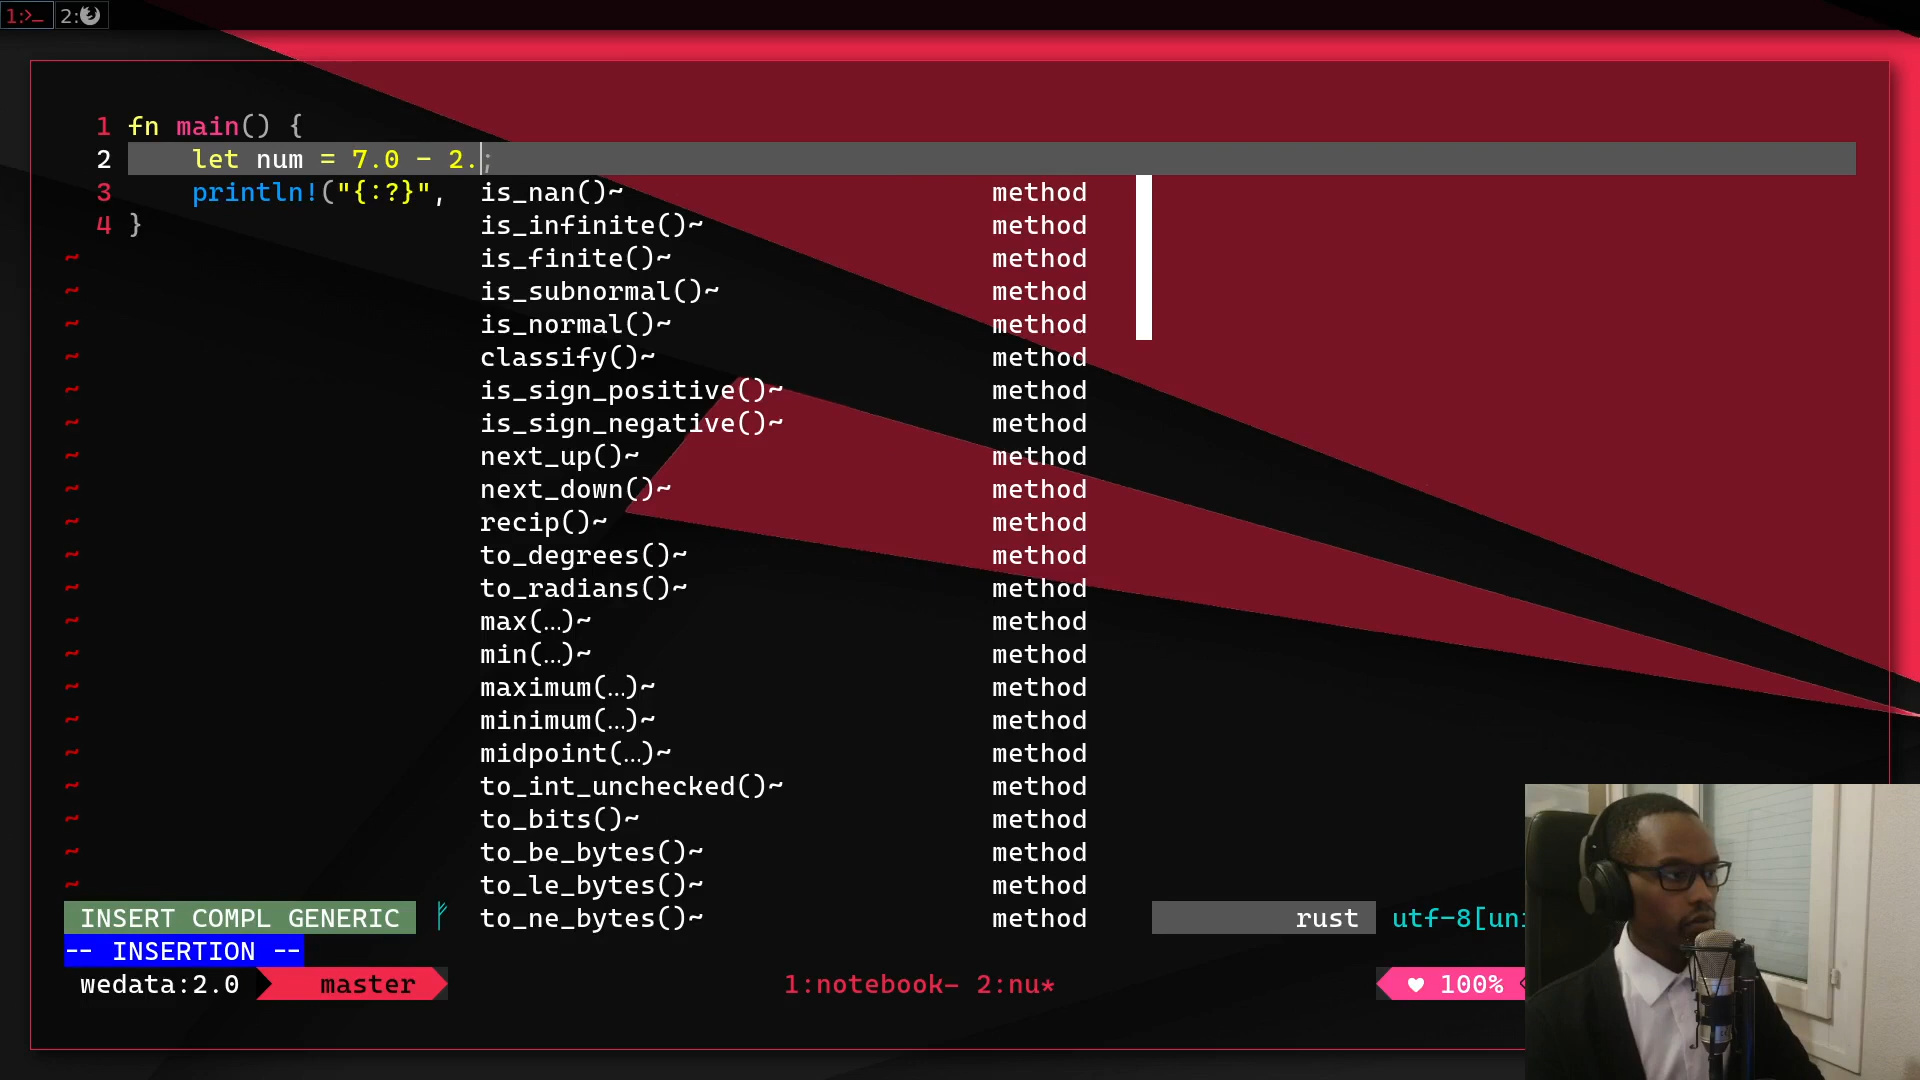 1:>_ 2:
1 fn main() {
2 let num = 7.0 - 2.;
3 println!("{:?}",
4 }
is_nan()~ method
is_infinite()~ method
is_finite()~ method
is_subnormal()~ method
is_normal()~ method
classify()~ method
is_sign_positive()~ method
is_sign_negative()~ method
next_up()~ method
next_down()~ method
recip()~ method
to_degrees()~ method
to_radians()~ method
max(…)~ method
min(…)~ method
maximum(…)~ method
minimum(…)~ method
midpoint(…)~ method
to_int_unchecked()~ method
to_bits()~ method
to_be_bytes()~ method
to_le_bytes()~ method
to_ne_bytes()~ method
INSERT COMPL GENERIC rust utf-8[uni
-- INSERTION --
wedata:2.0 master 1:notebook- 2:nu* ♥ 100%